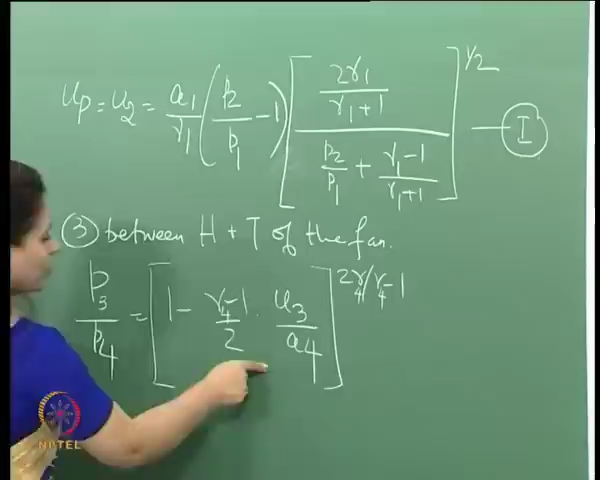 up = u2 = a1/γ1 (p2/p1 − 1) [ (2γ1/(γ1+1)) / (p2/p1 + (γ1−1)/(γ1+1)) ]^1/2 — I
③ between H + T of the fan.
p3/p4 = [ 1 − (γ4−1)/2 · u3/a4 ]^2γ4/γ4−1
NPTEL